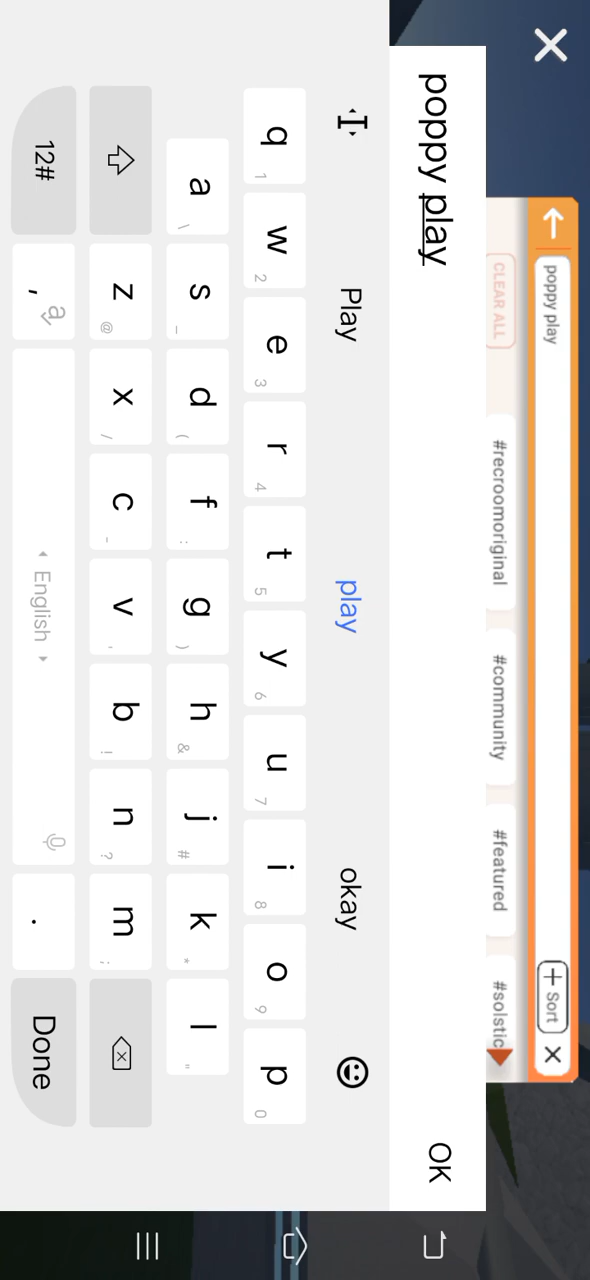 poppy play
+ Sort
CLEAR ALL
#recroomoriginal
#community
#featured
#solstic
poppy play
OK
Play
play
okay
q w e r t y u i o p
1 2 3 4 5 6 7 8 9 0
a s d f g h j k l
\ _ ( : ) & # * "
z x c v b n m
@ / - ' ! ? ;
12#
,
a
English
.
Done